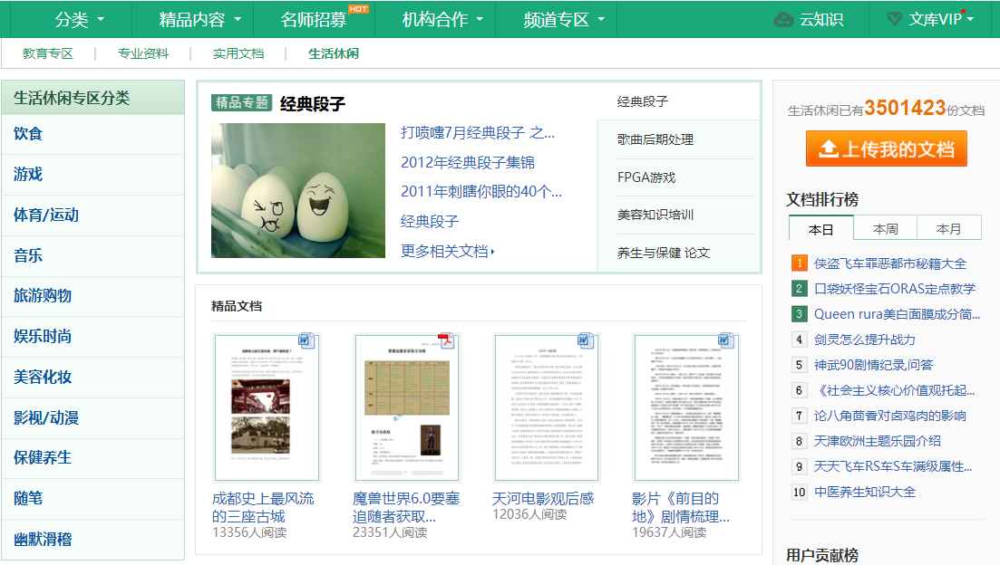 分类
精品内容
名师招募
HOT
机构合作
频道专区
云知识
文库VIP
教育专区
专业资料
实用文档
生活休闲
生活休闲专区分类
饮食
游戏
体育/运动
音乐
旅游购物
娱乐时尚
美容化妆
影视/动漫
保健养生
随笔
幽默滑稽
精品专题 经典段子
打喷嚏7月经典段子 之...
2012年经典段子集锦
2011年刺瞎你眼的40个...
经典段子
更多相关文档
经典段子
歌曲后期处理
FPGA游戏
美容知识培训
养生与保健 论文
精品文档
成都史上最风流
的三座古城
13356人阅读
魔兽世界6.0要塞
追随者获取...
23351人阅读
天河电影观后感
12036人阅读
影片《前目的
地》剧情梳理...
19637人阅读
生活休闲已有3501423份文档
上传我的文档
文档排行榜
本日
本周
本月
1 侠盗飞车罪恶都市秘籍大全
2 口袋妖怪宝石ORAS定点教学
3 Queen rura美白面膜成分简...
4 剑灵怎么提升战力
5 神武90剧情纪录,问答
6 《社会主义核心价值观托起...
7 论八角茴香对卤鸡肉的影响
8 天津欧洲主题乐园介绍
9 天天飞车RS车S车满级属性...
10 中医养生知识大全
用户贡献榜